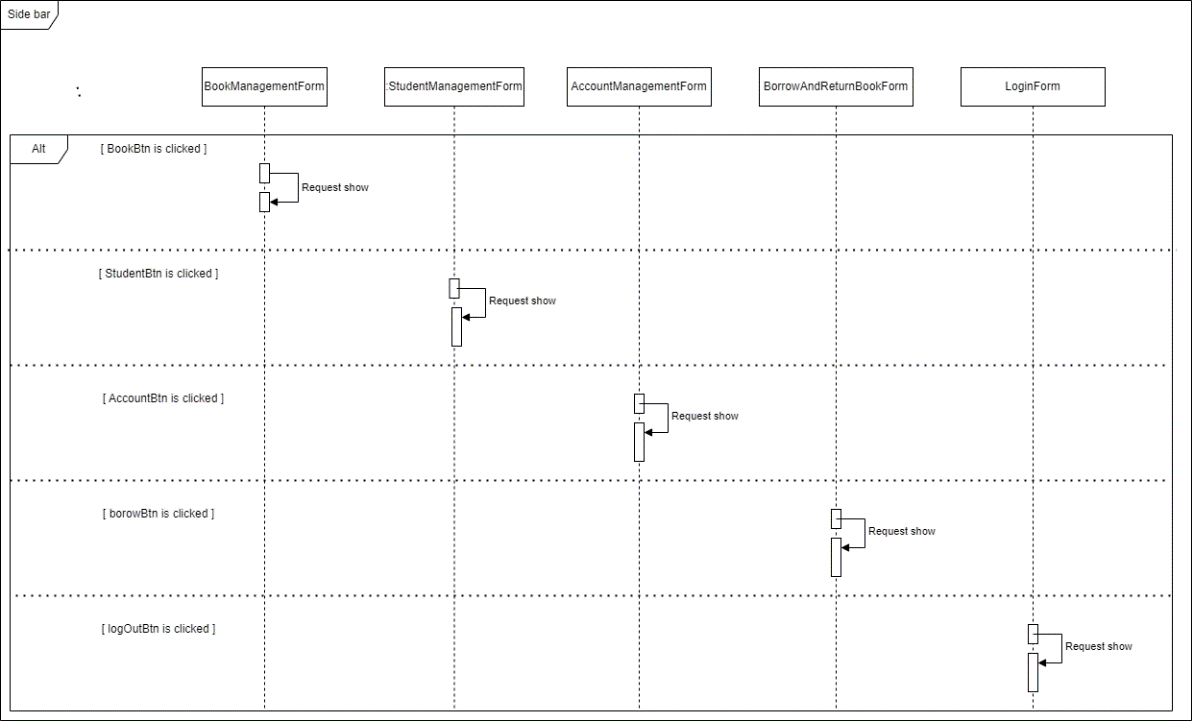 Side bar
:
BookManagementForm
:StudentManagementForm
AccountManagementForm
BorrowAndReturnBookForm
LoginForm
Alt
[ BookBtn is clicked ]
Request show
[ StudentBtn is clicked ]
Request show
[ AccountBtn is clicked ]
Request show
[ borowBtn is clicked ]
Request show
[ logOutBtn is clicked ]
Request show